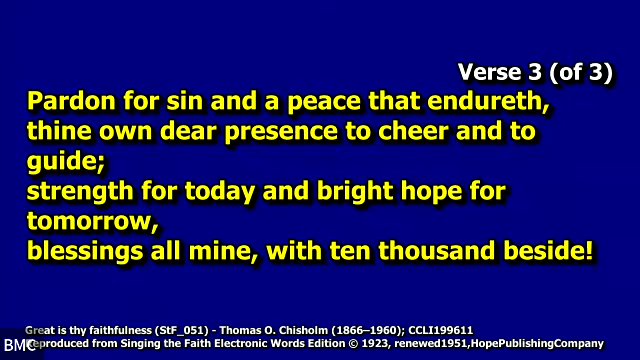 Verse 3 (of 3)
Pardon for sin and a peace that endureth,
thine own dear presence to cheer and to
guide;
strength for today and bright hope for
tomorrow,
blessings all mine, with ten thousand beside!
Great is thy faithfulness (StF_051) - Thomas O. Chisholm (1866–1960); CCLI199611
Reproduced from Singing the Faith Electronic Words Edition © 1923, renewed1951,HopePublishingCompany
BMC